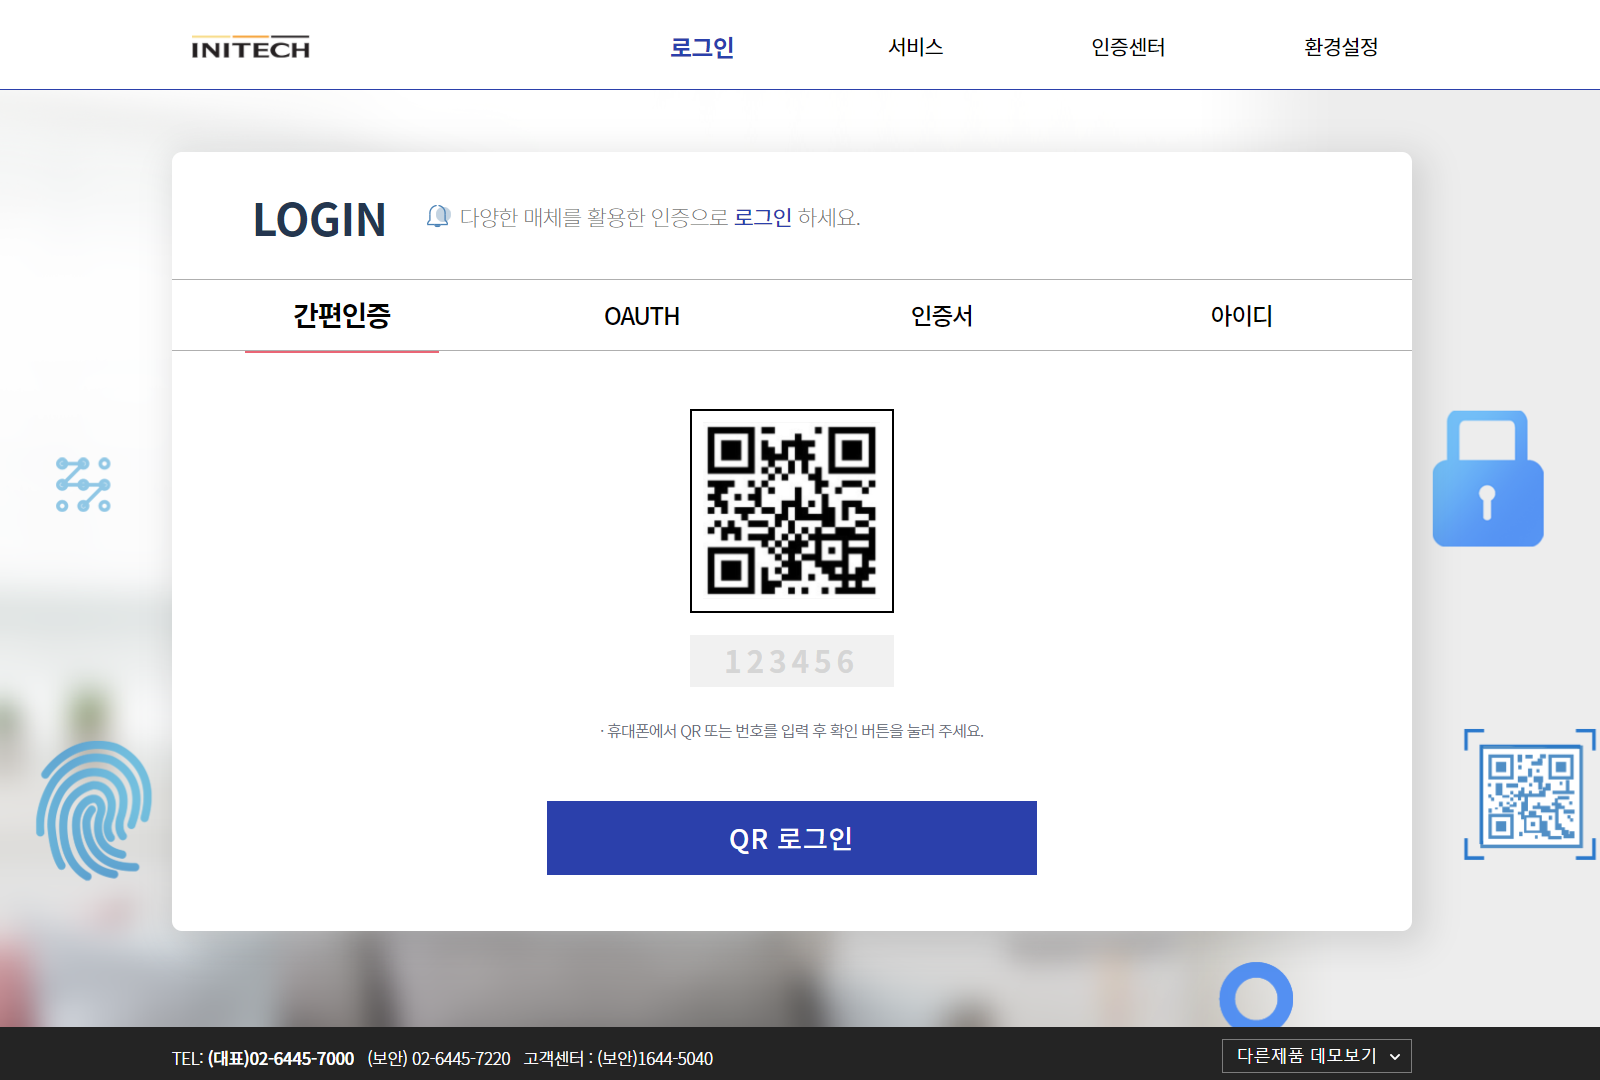 INITECH
로그인 서비스 인증센터 환경설정
LOGIN 다양한 매체를 활용한 인증으로 로그인 하세요.
간편인증 OAUTH 인증서 아이디
123456
· 휴대폰에서 QR 또는 번호를 입력 후 확인 버튼을 눌러 주세요.
QR 로그인
TEL: (대표)02-6445-7000 (보안) 02-6445-7220 고객센터 : (보안)1644-5040 다른제품 데모보기